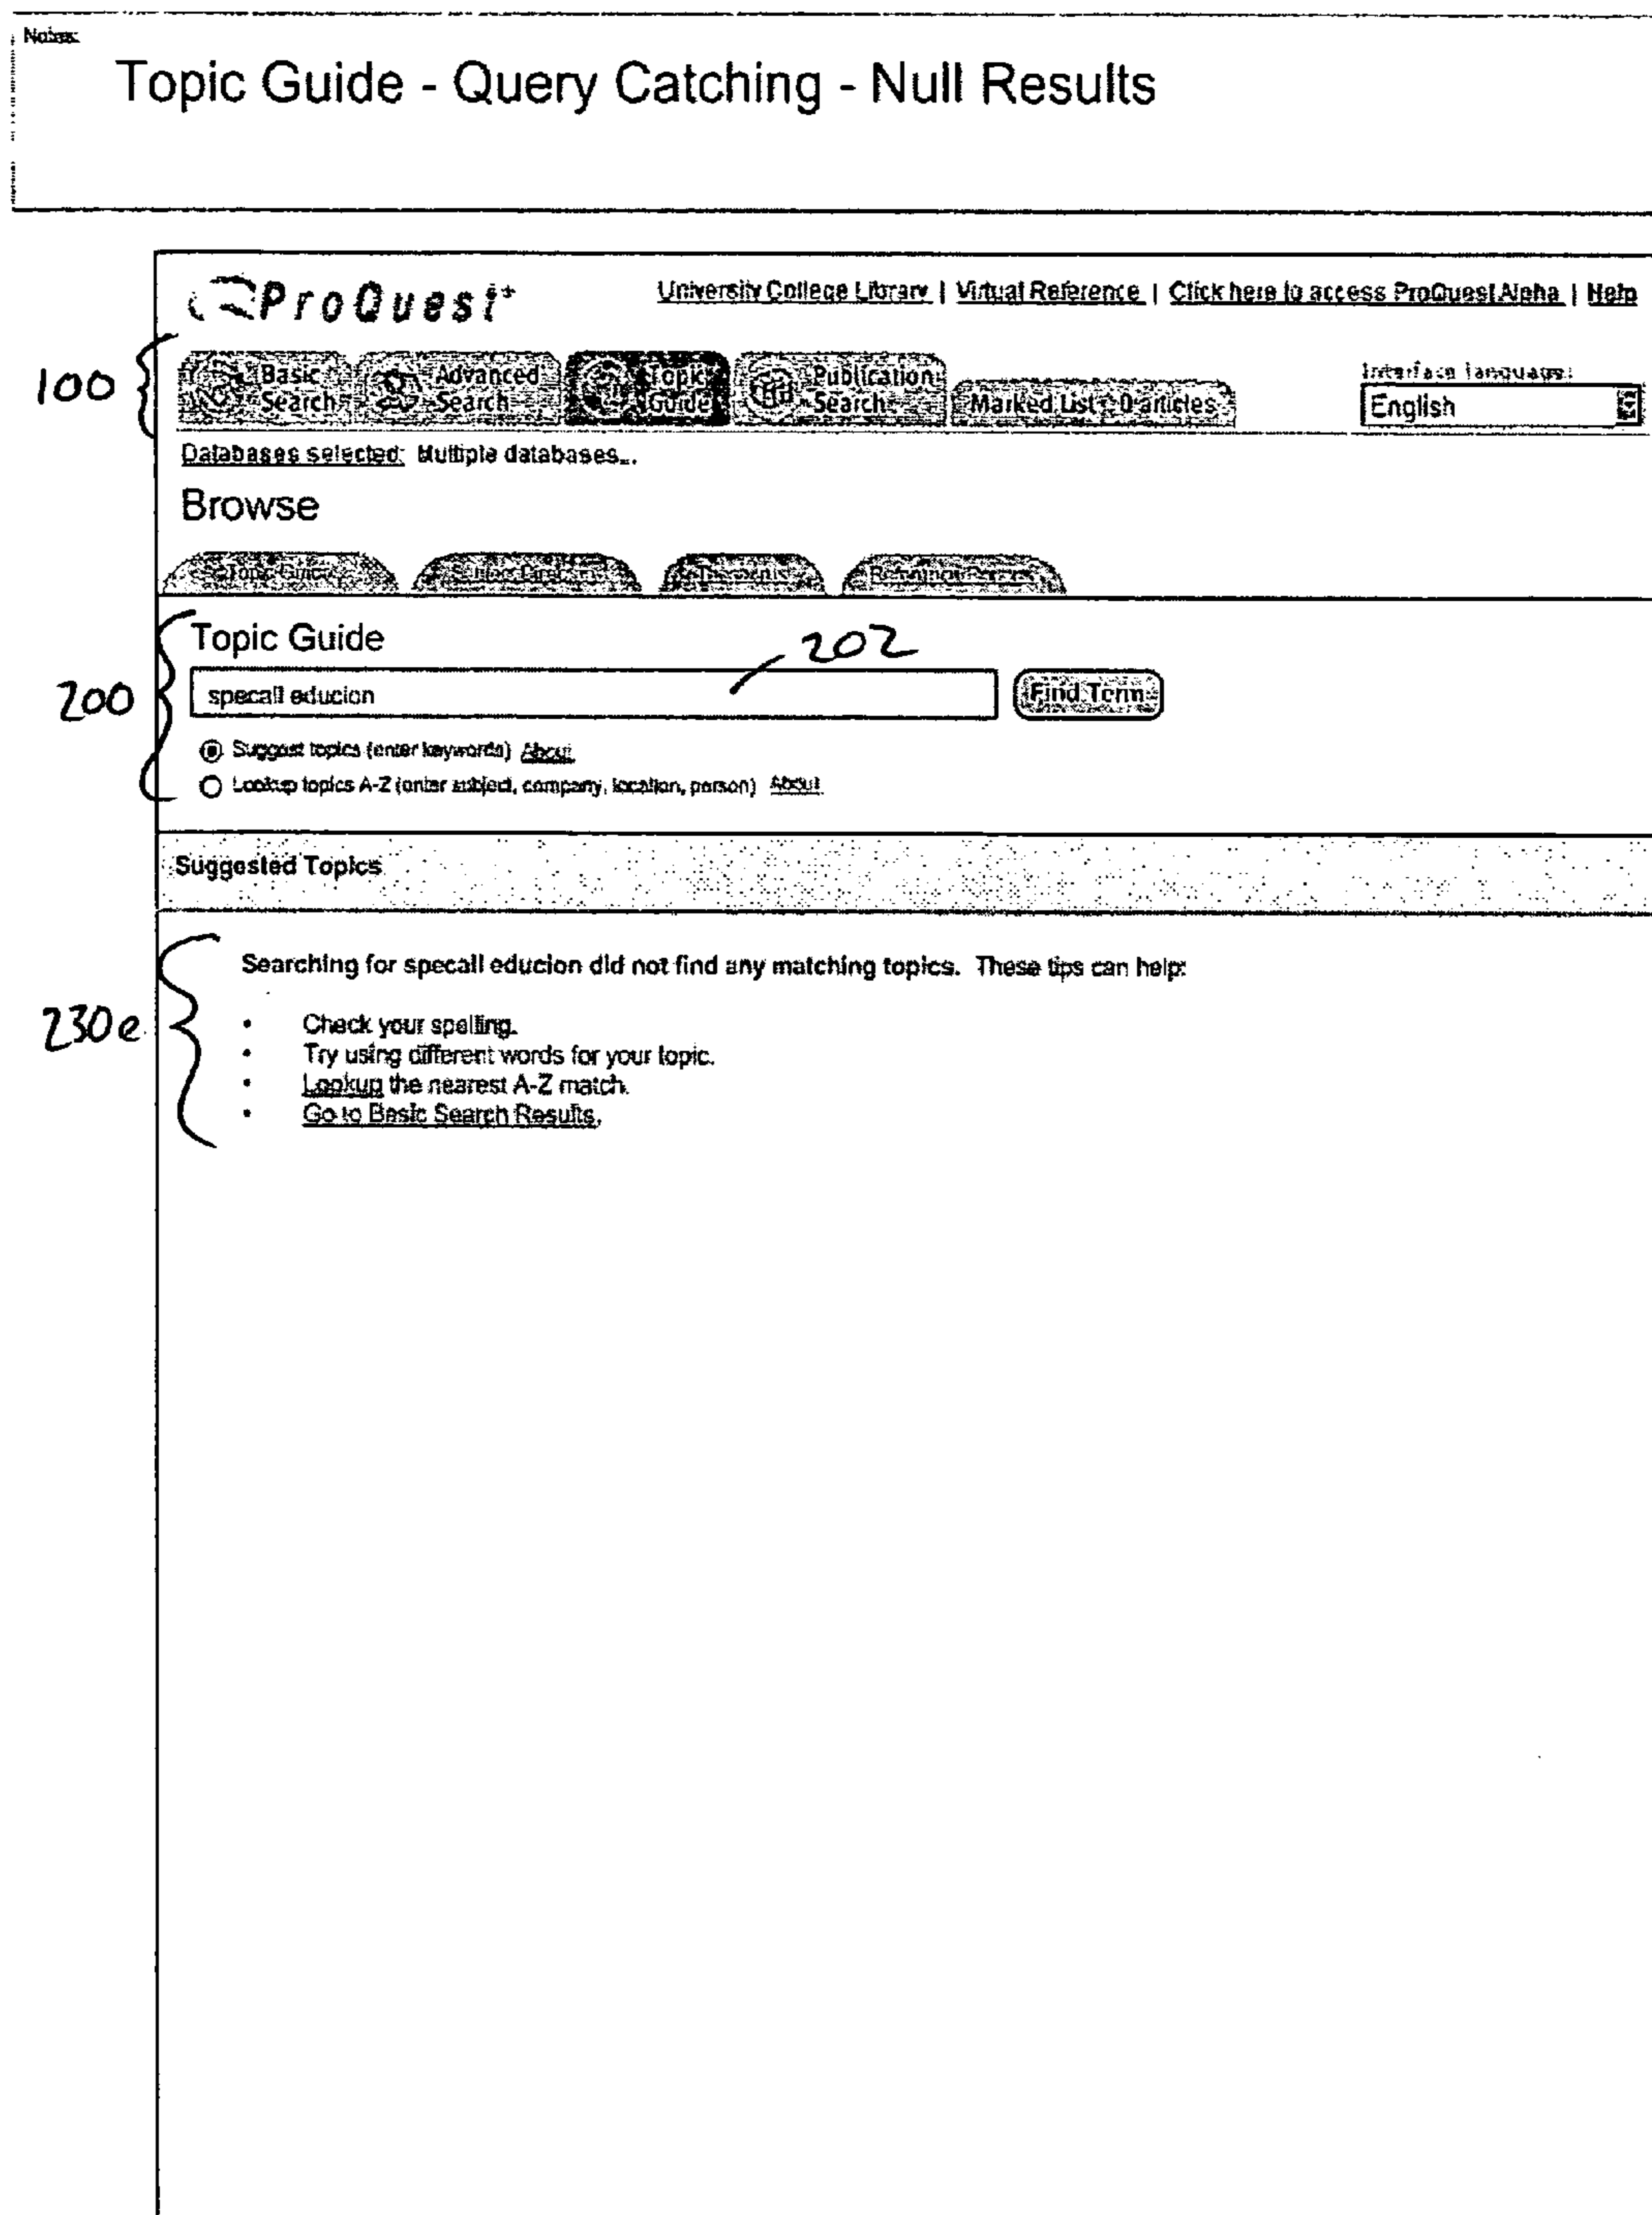 Notes:
Topic Guide - Query Catching - Null Results
ProQuest University College Library | Virtual Reference | Click here to access ProQuest Alpha | Help
100
Basic Search Advanced Search Topic Guide Publication Search Marked List : 0 articles
Interface language:
English
Databases selected: Multiple databases...
Browse
Topic Guide
202
200
specall educion Find Term
Suggest topics (enter keywords) About
Lookup topics A-Z (enter subject, company, location, person) About
Suggested Topics
230e
Searching for specall educion did not find any matching topics. These tips can help:
• Check your spelling.
• Try using different words for your topic.
• Lookup the nearest A-Z match.
• Go to Basic Search Results.